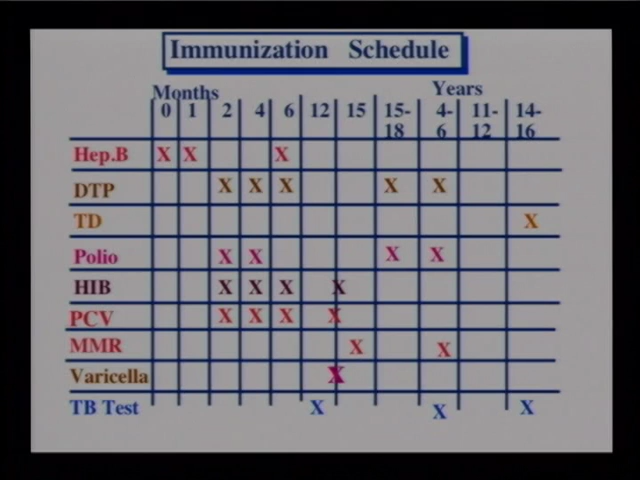 Immunization Schedule
Months Years
0 1 2 4 6 12 15 15-18 4-6 11-12 14-16
Hep.B X X X
DTP X X X X X
TD X
Polio X X X X
HIB X X X X
PCV X X X X
MMR X X
Varicella X
TB Test X X X